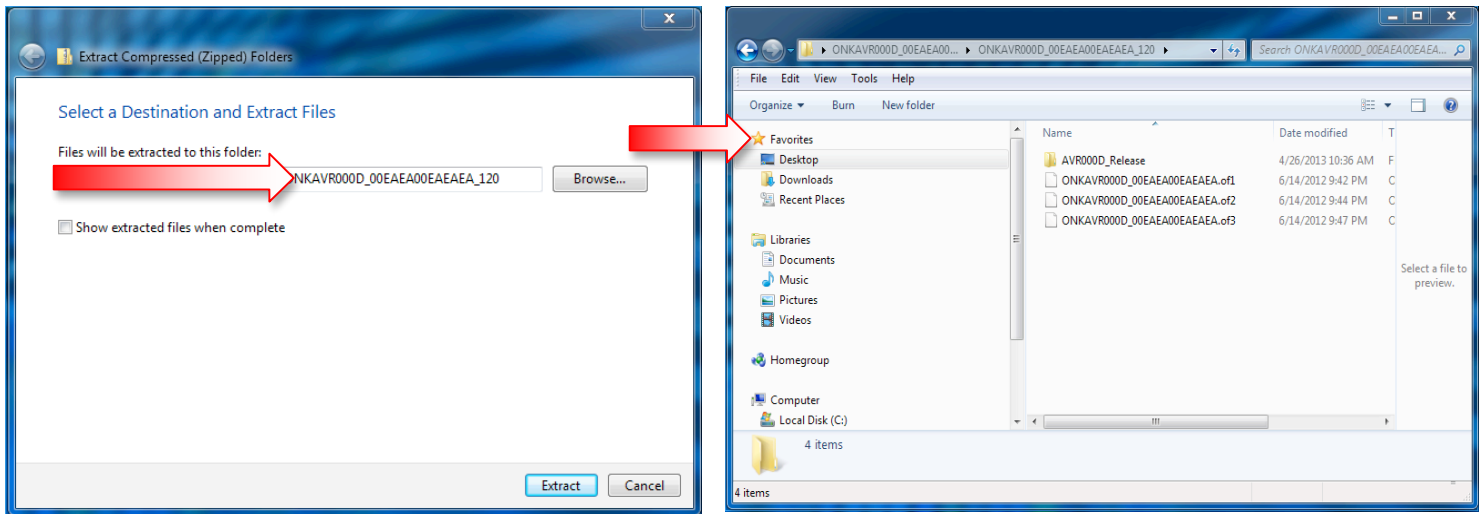 x
Extract Compressed (Zipped) Folders
Select a Destination and Extract Files
Files will be extracted to this folder:
NKAVR000D_00EAEA00EAEAEA_120
Browse...
Show extracted files when complete
Extract
Cancel
x
ONKAVR000D_00EAEA00...
ONKAVR000D_00EAEA00EAEAEA_120
Search ONKAVR000D_00EAEA00EAEA...
File Edit View Tools Help
Organize Burn New folder
Favorites
Desktop
Downloads
Recent Places
Libraries
Documents
Music
Pictures
Videos
Homegroup
Computer
Local Disk (C:)
Name Date modified T
AVR000D_Release 4/26/2013 10:36 AM F
ONKAVR000D_00EAEA00EAEAEA.of1 6/14/2012 9:42 PM C
ONKAVR000D_00EAEA00EAEAEA.of2 6/14/2012 9:44 PM C
ONKAVR000D_00EAEA00EAEAEA.of3 6/14/2012 9:47 PM C
Select a file to
preview.
4 items
4 items